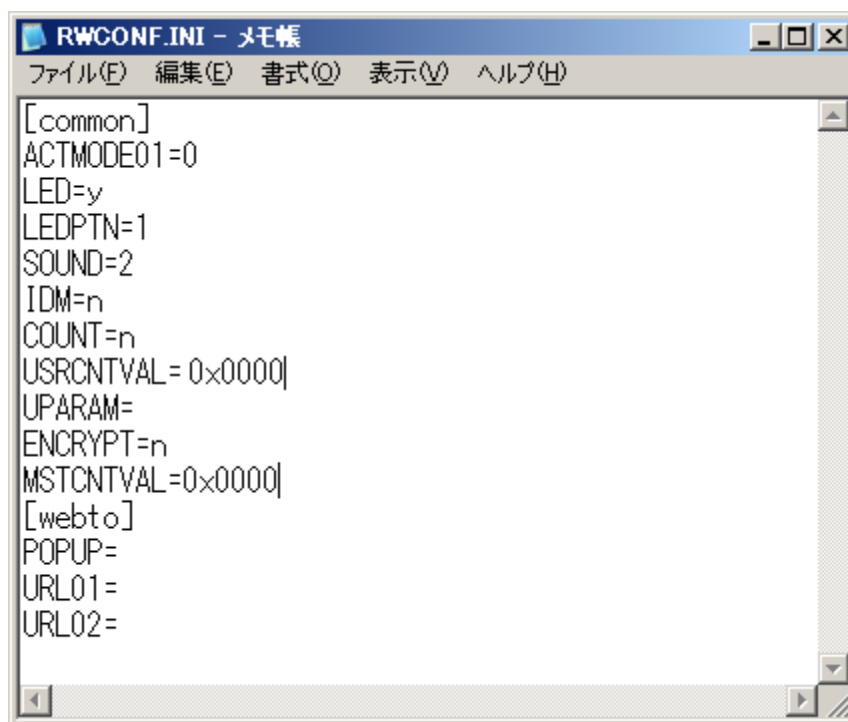 RWCONF.INI - メモ帳
ファイル(F) 編集(E) 書式(O) 表示(V) ヘルプ(H)
[common]
ACTMODE01=0
LED=y
LEDPTN=1
SOUND=2
IDM=n
COUNT=n
USRCNTVAL= 0x0000
UPARAM=
ENCRYPT=n
MSTCNTVAL=0x0000
[webto]
POPUP=
URL01=
URL02=